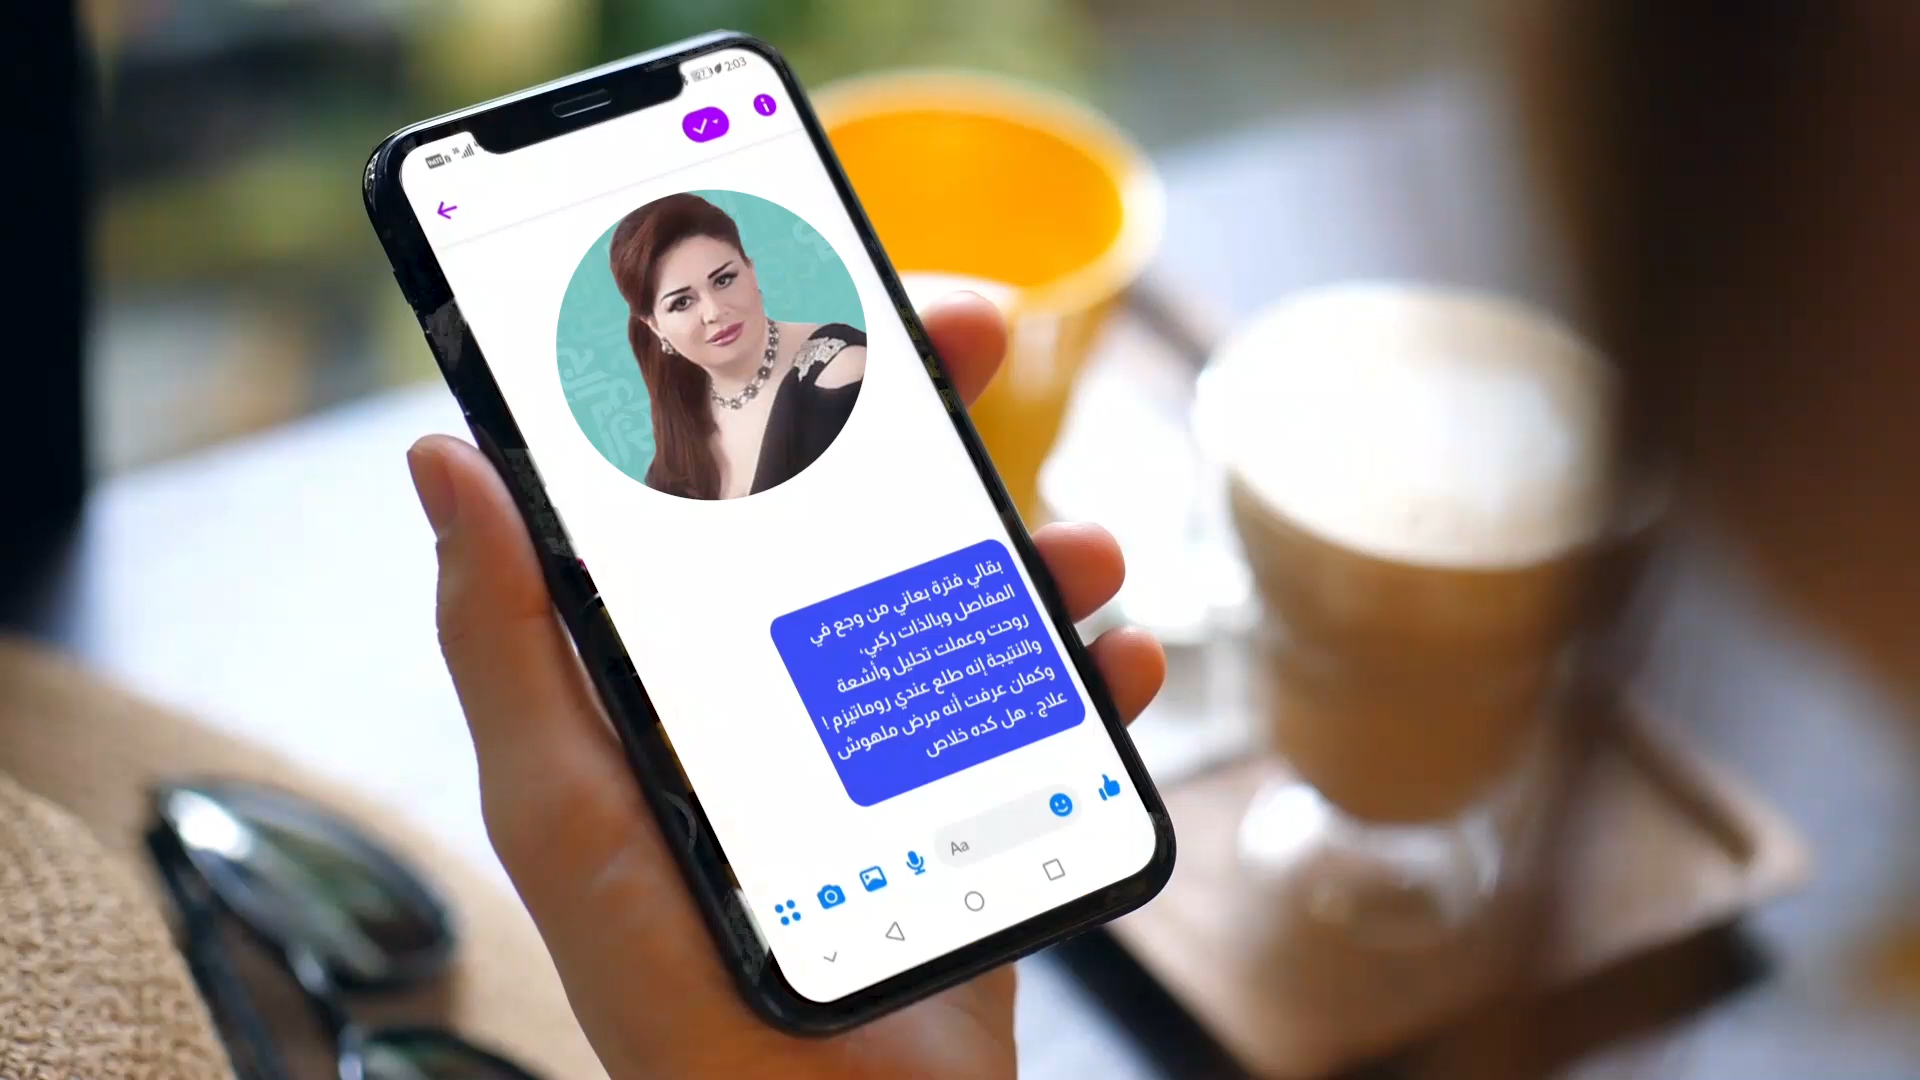 2:03
بقالي فترة بعاني من وجع في
المفاصل وبالذات ركبي،
روحت وعملت تحليل وأشعة
والنتيجة إنه طلع عندي روماتيزم !
وكمان عرفت أنه مرض ملهوش
علاج . هل كده خلاص
Aa